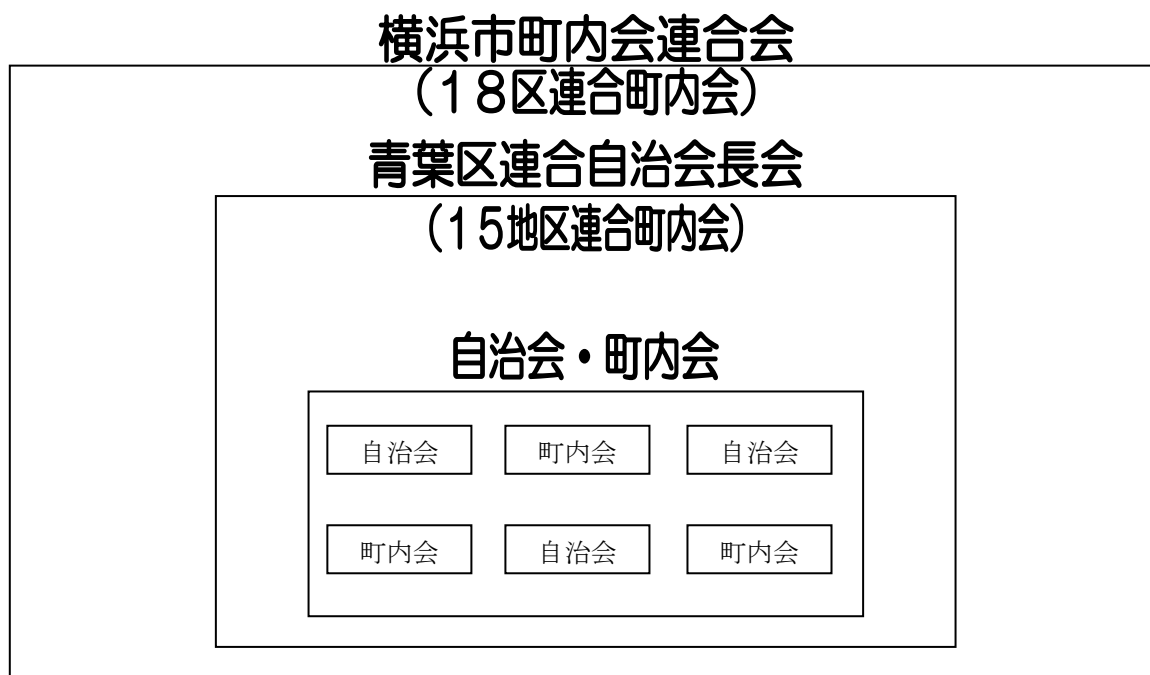 横浜市町内会連合会
（１８区連合町内会）
青葉区連合自治会長会
（１５地区連合町内会）
自治会・町内会
自治会 町内会 自治会
町内会 自治会 町内会